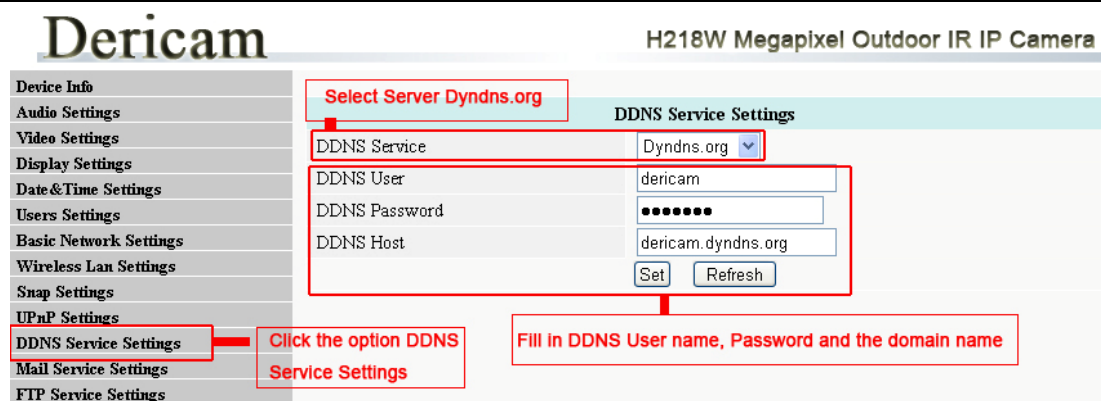 Dericam
H218W Megapixel Outdoor IR IP Camera
Device Info
Audio Settings
Video Settings
Display Settings
Date&Time Settings
Users Settings
Basic Network Settings
Wireless Lan Settings
Snap Settings
UPnP Settings
DDNS Service Settings
Mail Service Settings
FTP Service Settings
Select Server Dyndns.org
DDNS Service Settings
DDNS Service Dyndns.org
DDNS User dericam
DDNS Password ●●●●●●●
DDNS Host dericam.dyndns.org
Set Refresh
Click the option DDNS
Service Settings
Fill in DDNS User name, Password and the domain name